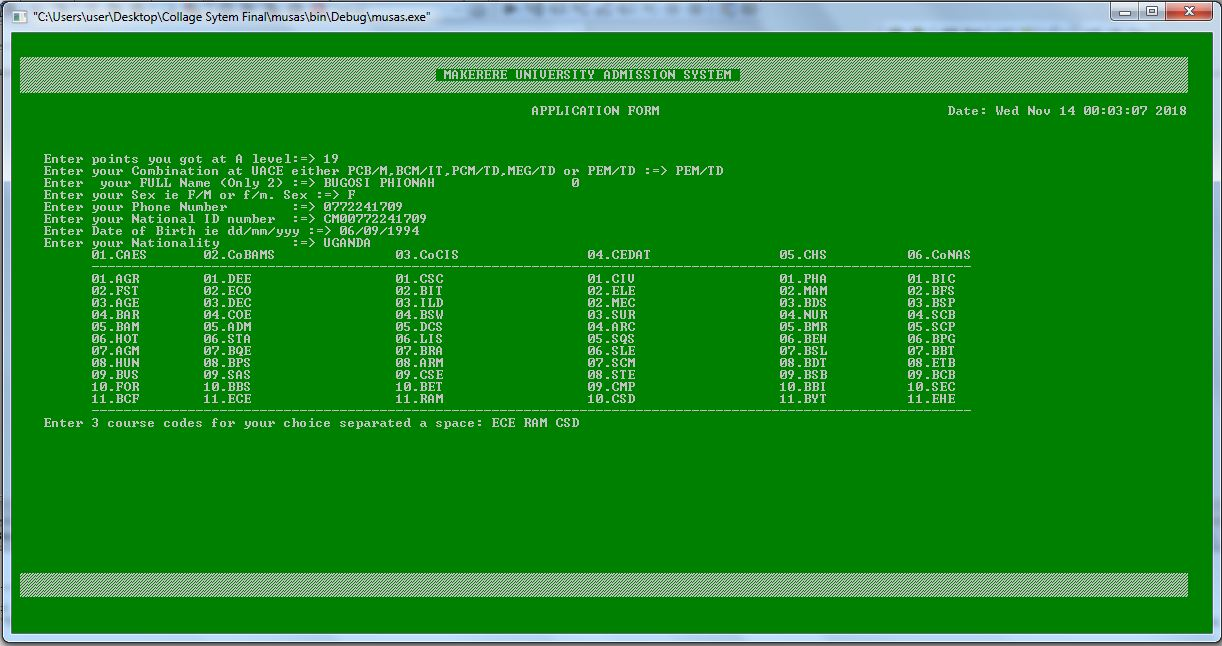 "C:\Users\user\Desktop\Collage Sytem Final\musas\bin\Debug\musas.exe"
MAKERERE UNIVERSITY ADMISSION SYSTEM
APPLICATION FORM Date: Wed Nov 14 00:03:07 2018
Enter points you got at A level:=> 19
Enter your Combination at UACE either PCB/M,BCM/IT,PCM/TD,MEG/TD or PEM/TD :=> PEM/TD
Enter your FULL Name (Only 2) :=> BUGOSI PHIONAH 0
Enter your Sex ie F/M or f/m. Sex :=> F
Enter your Phone Number :=> 0772241709
Enter your National ID number :=> CM00772241709
Enter Date of Birth ie dd/mm/yyy :=> 06/09/1994
Enter your Nationality :=> UGANDA
01.CAES 02.CoBAMS 03.CoCIS 04.CEDAT 05.CHS 06.CoNAS
01.AGR 01.DEE 01.CSC 01.CIV 01.PHA 01.BIC
02.FST 02.ECO 02.BIT 02.ELE 02.MAM 02.BFS
03.AGE 03.DEC 03.ILD 02.MEC 03.BDS 03.BSP
04.BAR 04.COE 04.BSW 03.SUR 04.NUR 04.SCB
05.BAM 05.ADM 05.DCS 04.ARC 05.BMR 05.SCP
06.HOT 06.STA 06.LIS 05.SQS 06.BEH 06.BPG
07.AGM 07.BQE 07.BRA 06.SLE 07.BSL 07.BBT
08.HUN 08.BPS 08.ARM 07.SCM 08.BDT 08.ETB
09.BVS 09.SAS 09.CSE 08.STE 09.BSB 09.BCB
10.FOR 10.BBS 10.BET 09.CMP 10.BBI 10.SEC
11.BCF 11.ECE 11.RAM 10.CSD 11.BYT 11.EHE
Enter 3 course codes for your choice separated a space: ECE RAM CSD